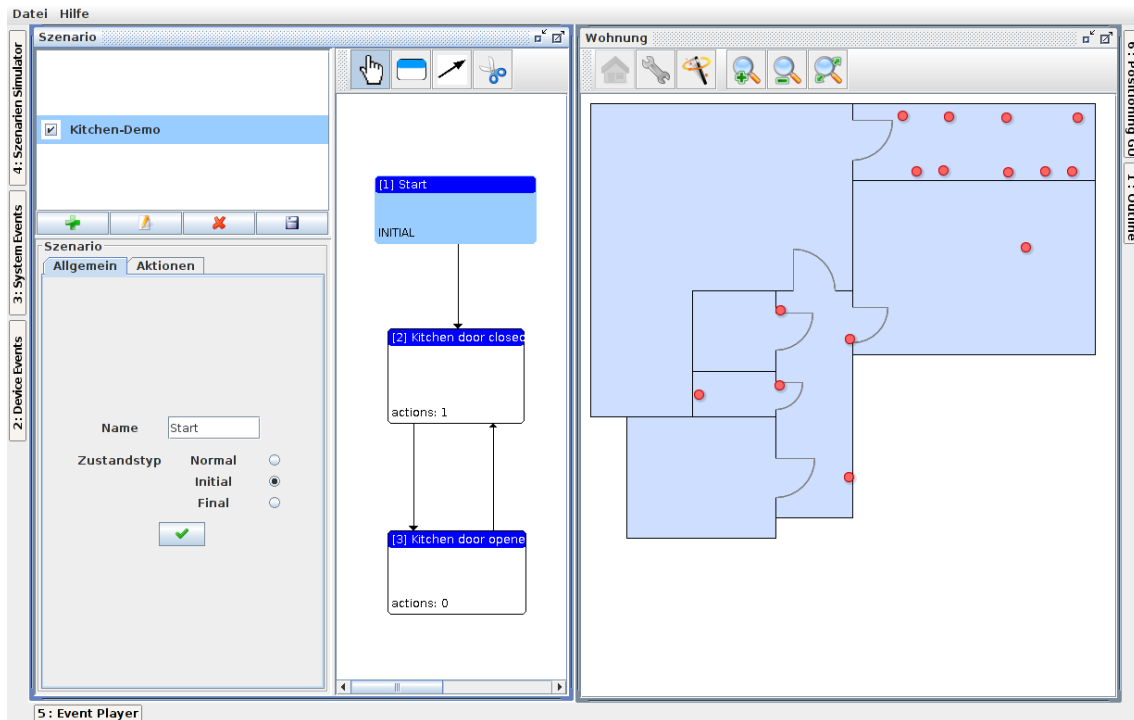 Datei Hilfe
Szenario
Wohnung
4: Szenarien Simulator
3: System Events
2: Device Events
Kitchen-Demo
Szenario
Allgemein Aktionen
Name Start
Zustandstyp Normal
Initial
Final
[1] Start
INITIAL
[2] Kitchen door closed
actions: 1
[3] Kitchen door opene
actions: 0
1: Outline
5: Event Player